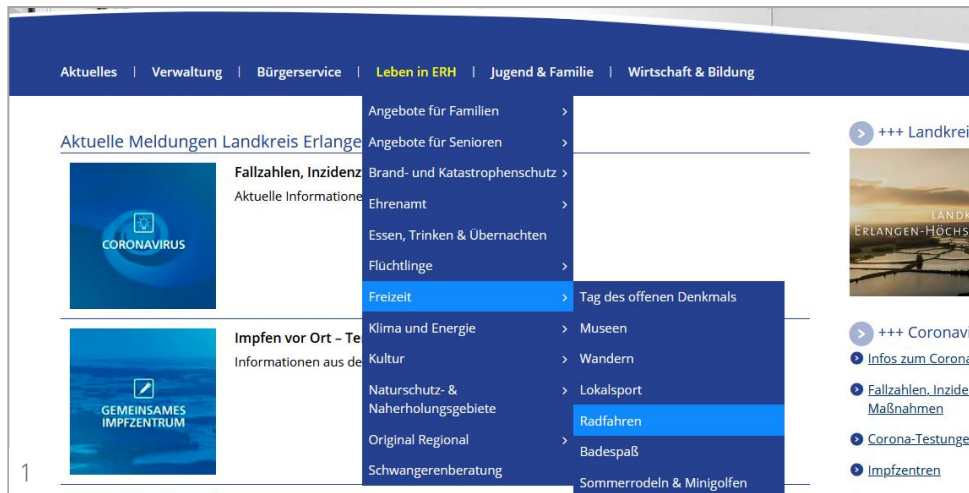 Aktuelles | Verwaltung | Bürgerservice | Leben in ERH | Jugend & Familie | Wirtschaft & Bildung
Angebote für Familien
Angebote für Senioren
Brand- und Katastrophenschutz
Ehrenamt
Essen, Trinken & Übernachten
Flüchtlinge
Freizeit
Klima und Energie
Kultur
Naturschutz- &
Naherholungsgebiete
Original Regional
Schwangerenberatung
Tag des offenen Denkmals
Museen
Wandern
Lokalsport
Radfahren
Badespaß
Sommerrodeln & Minigolfen
Aktuelle Meldungen Landkreis Erlange
CORONAVIRUS
Fallzahlen, Inzidenz
Aktuelle Informatione
GEMEINSAMES
IMPFZENTRUM
Impfen vor Ort – Te
Informationen aus de
+++ Landkrei
LANDK
ERLANGEN-HÖCHS
+++ Coronavi
Infos zum Corona
Fallzahlen, Inzide
Maßnahmen
Corona-Testunge
Impfzentren
1